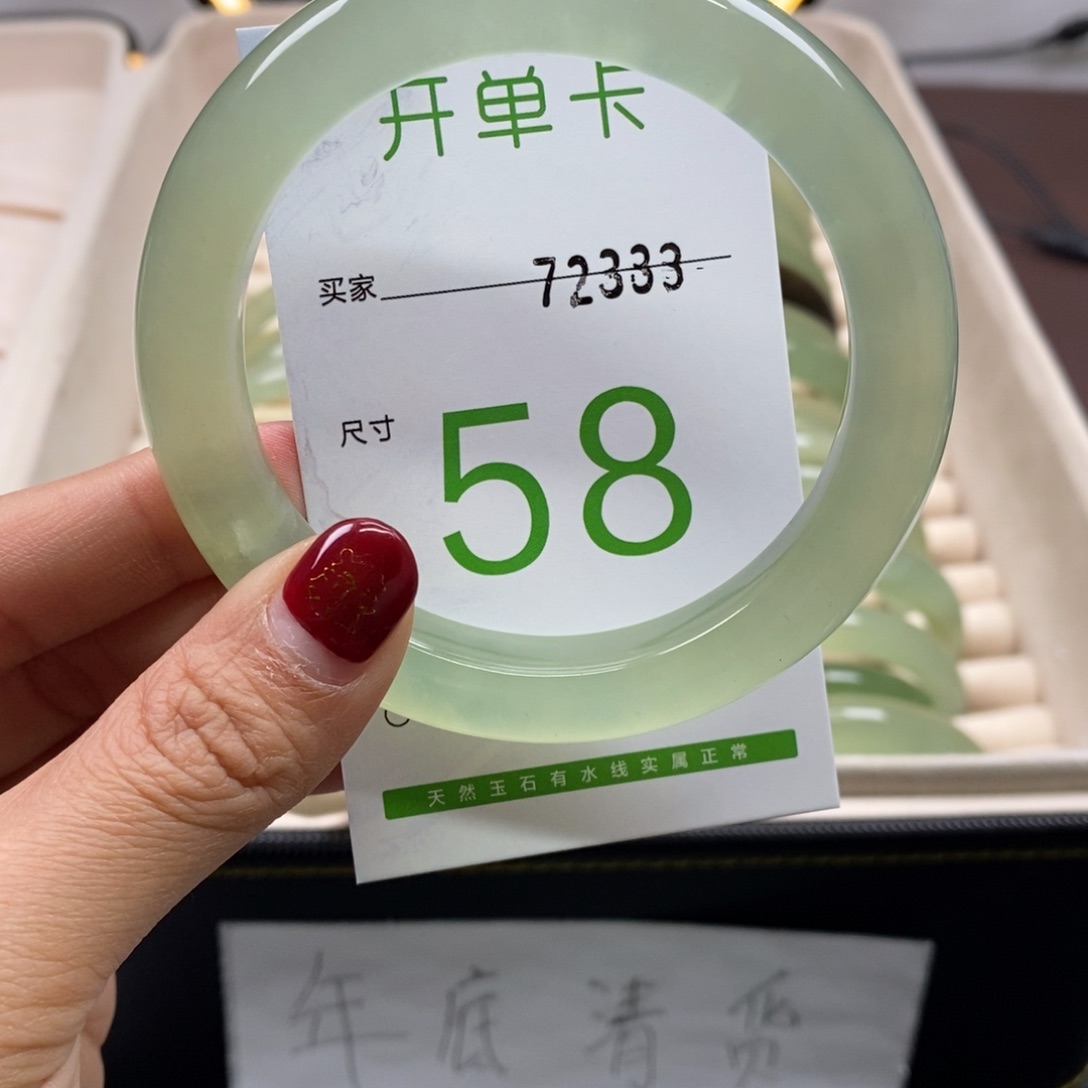 开单卡
买家 72333
尺寸 58
天然玉石有水线实属正常
年底清货